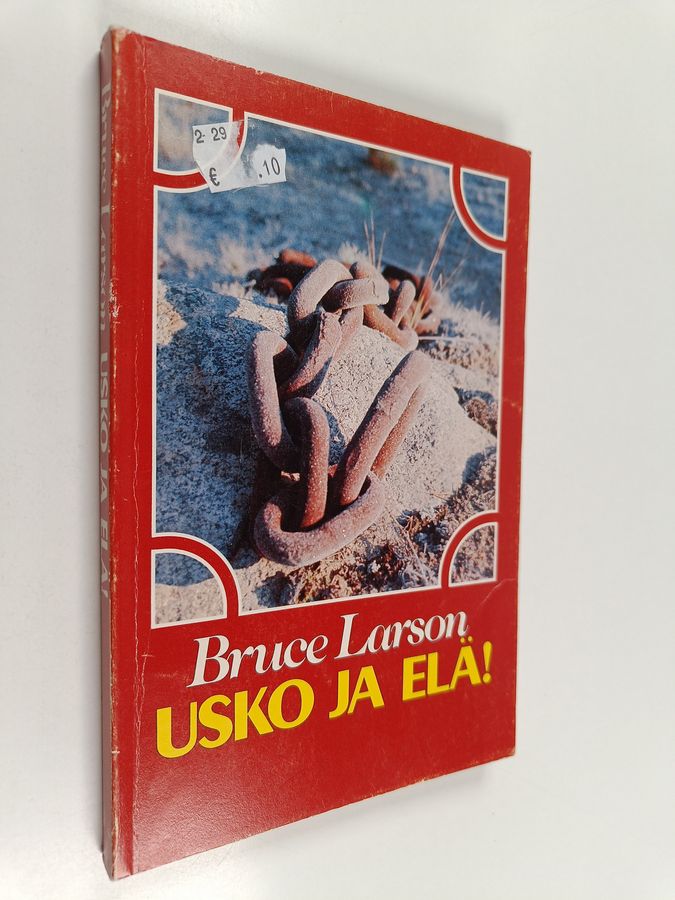 2- 29
€ .10
Bruce Larson
USKO JA ELÄ!
Bruce Larson USKO JA ELÄ!